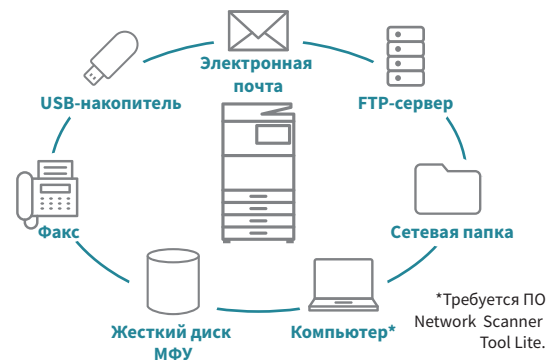 Электронная
почта
USB-накопитель
FTP-сервер
Факс
Сетевая папка
Жесткий диск
МФУ
Компьютер*
*Требуется ПО
Network Scanner
Tool Lite.